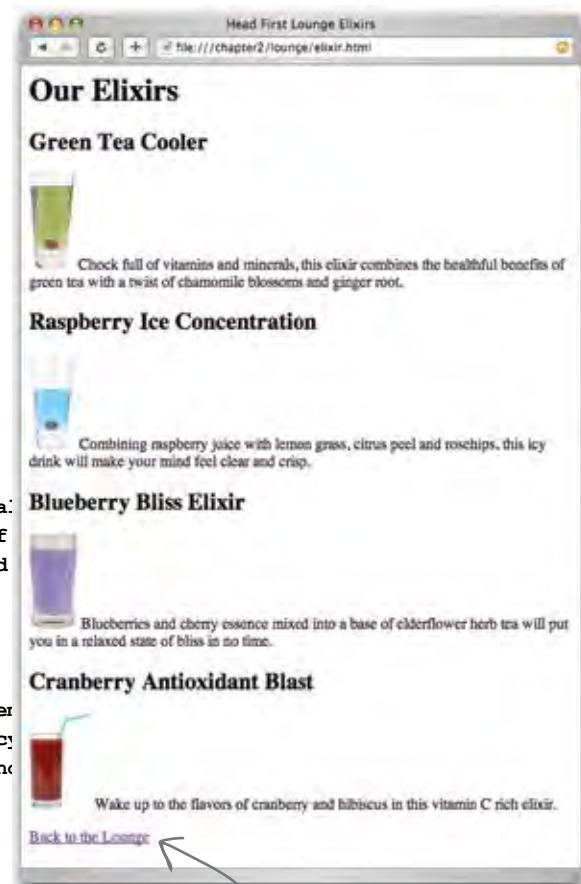 Head First Lounge Elixirs
file:///chapter2/lounge/elixir.html
Our Elixirs
Green Tea Cooler
Chock full of vitamins and minerals, this elixir combines the healthful benefits of
green tea with a twist of chamomile blossoms and ginger root.
Raspberry Ice Concentration
Combining raspberry juice with lemon grass, citrus peel and rosehips, this icy
drink will make your mind feel clear and crisp.
Blueberry Bliss Elixir
Blueberries and cherry essence mixed into a base of elderflower herb tea will put
you in a relaxed state of bliss in no time.
Cranberry Antioxidant Blast
Wake up to the flavors of cranberry and hibiscus in this vitamin C rich elixir.
Back to the Lounge